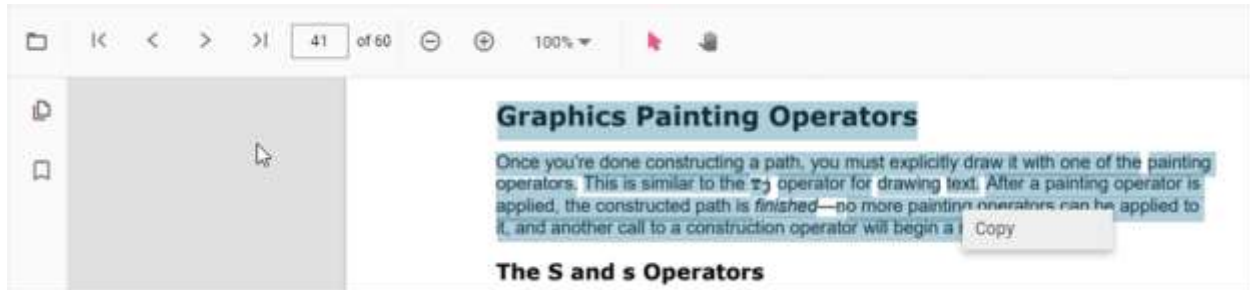 41 of 60 100%
Graphics Painting Operators
Once you're done constructing a path, you must explicitly draw it with one of the painting
operators. This is similar to the Tj operator for drawing text. After a painting operator is
applied, the constructed path is finished—no more painting operators can be applied to
it, and another call to a construction operator will begin a
Copy
The S and s Operators